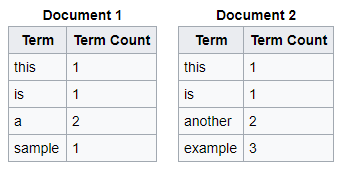 Document 1
Term Term Count
this 1
is 1
a 2
sample 1
Document 2
Term Term Count
this 1
is 1
another 2
example 3